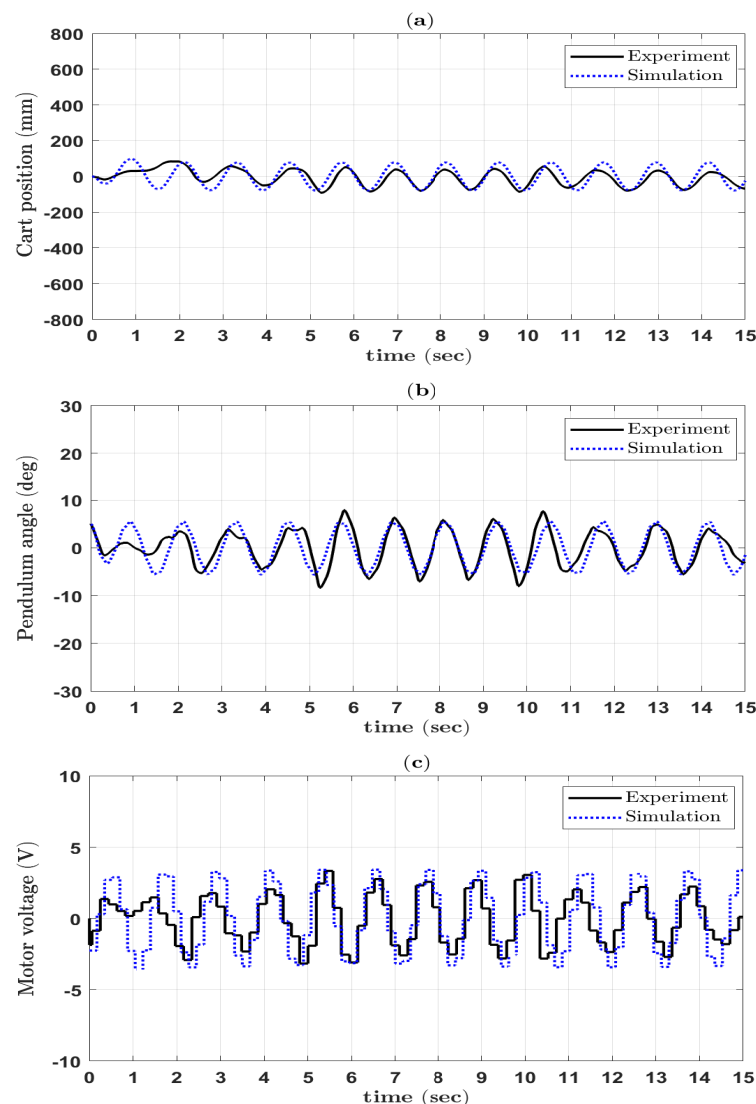 (a)
800
600
400
200
0
-200
-400
-600
-800
Cart position (mm)
Experiment
Simulation
0 1 2 3 4 5 6 7 8 9 10 11 12 13 14 15
time (sec)
(b)
30
20
10
0
-10
-20
-30
Pendulum angle (deg)
Experiment
Simulation
0 1 2 3 4 5 6 7 8 9 10 11 12 13 14 15
time (sec)
(c)
10
5
0
-5
-10
Motor voltage (V)
Experiment
Simulation
0 1 2 3 4 5 6 7 8 9 10 11 12 13 14 15
time (sec)